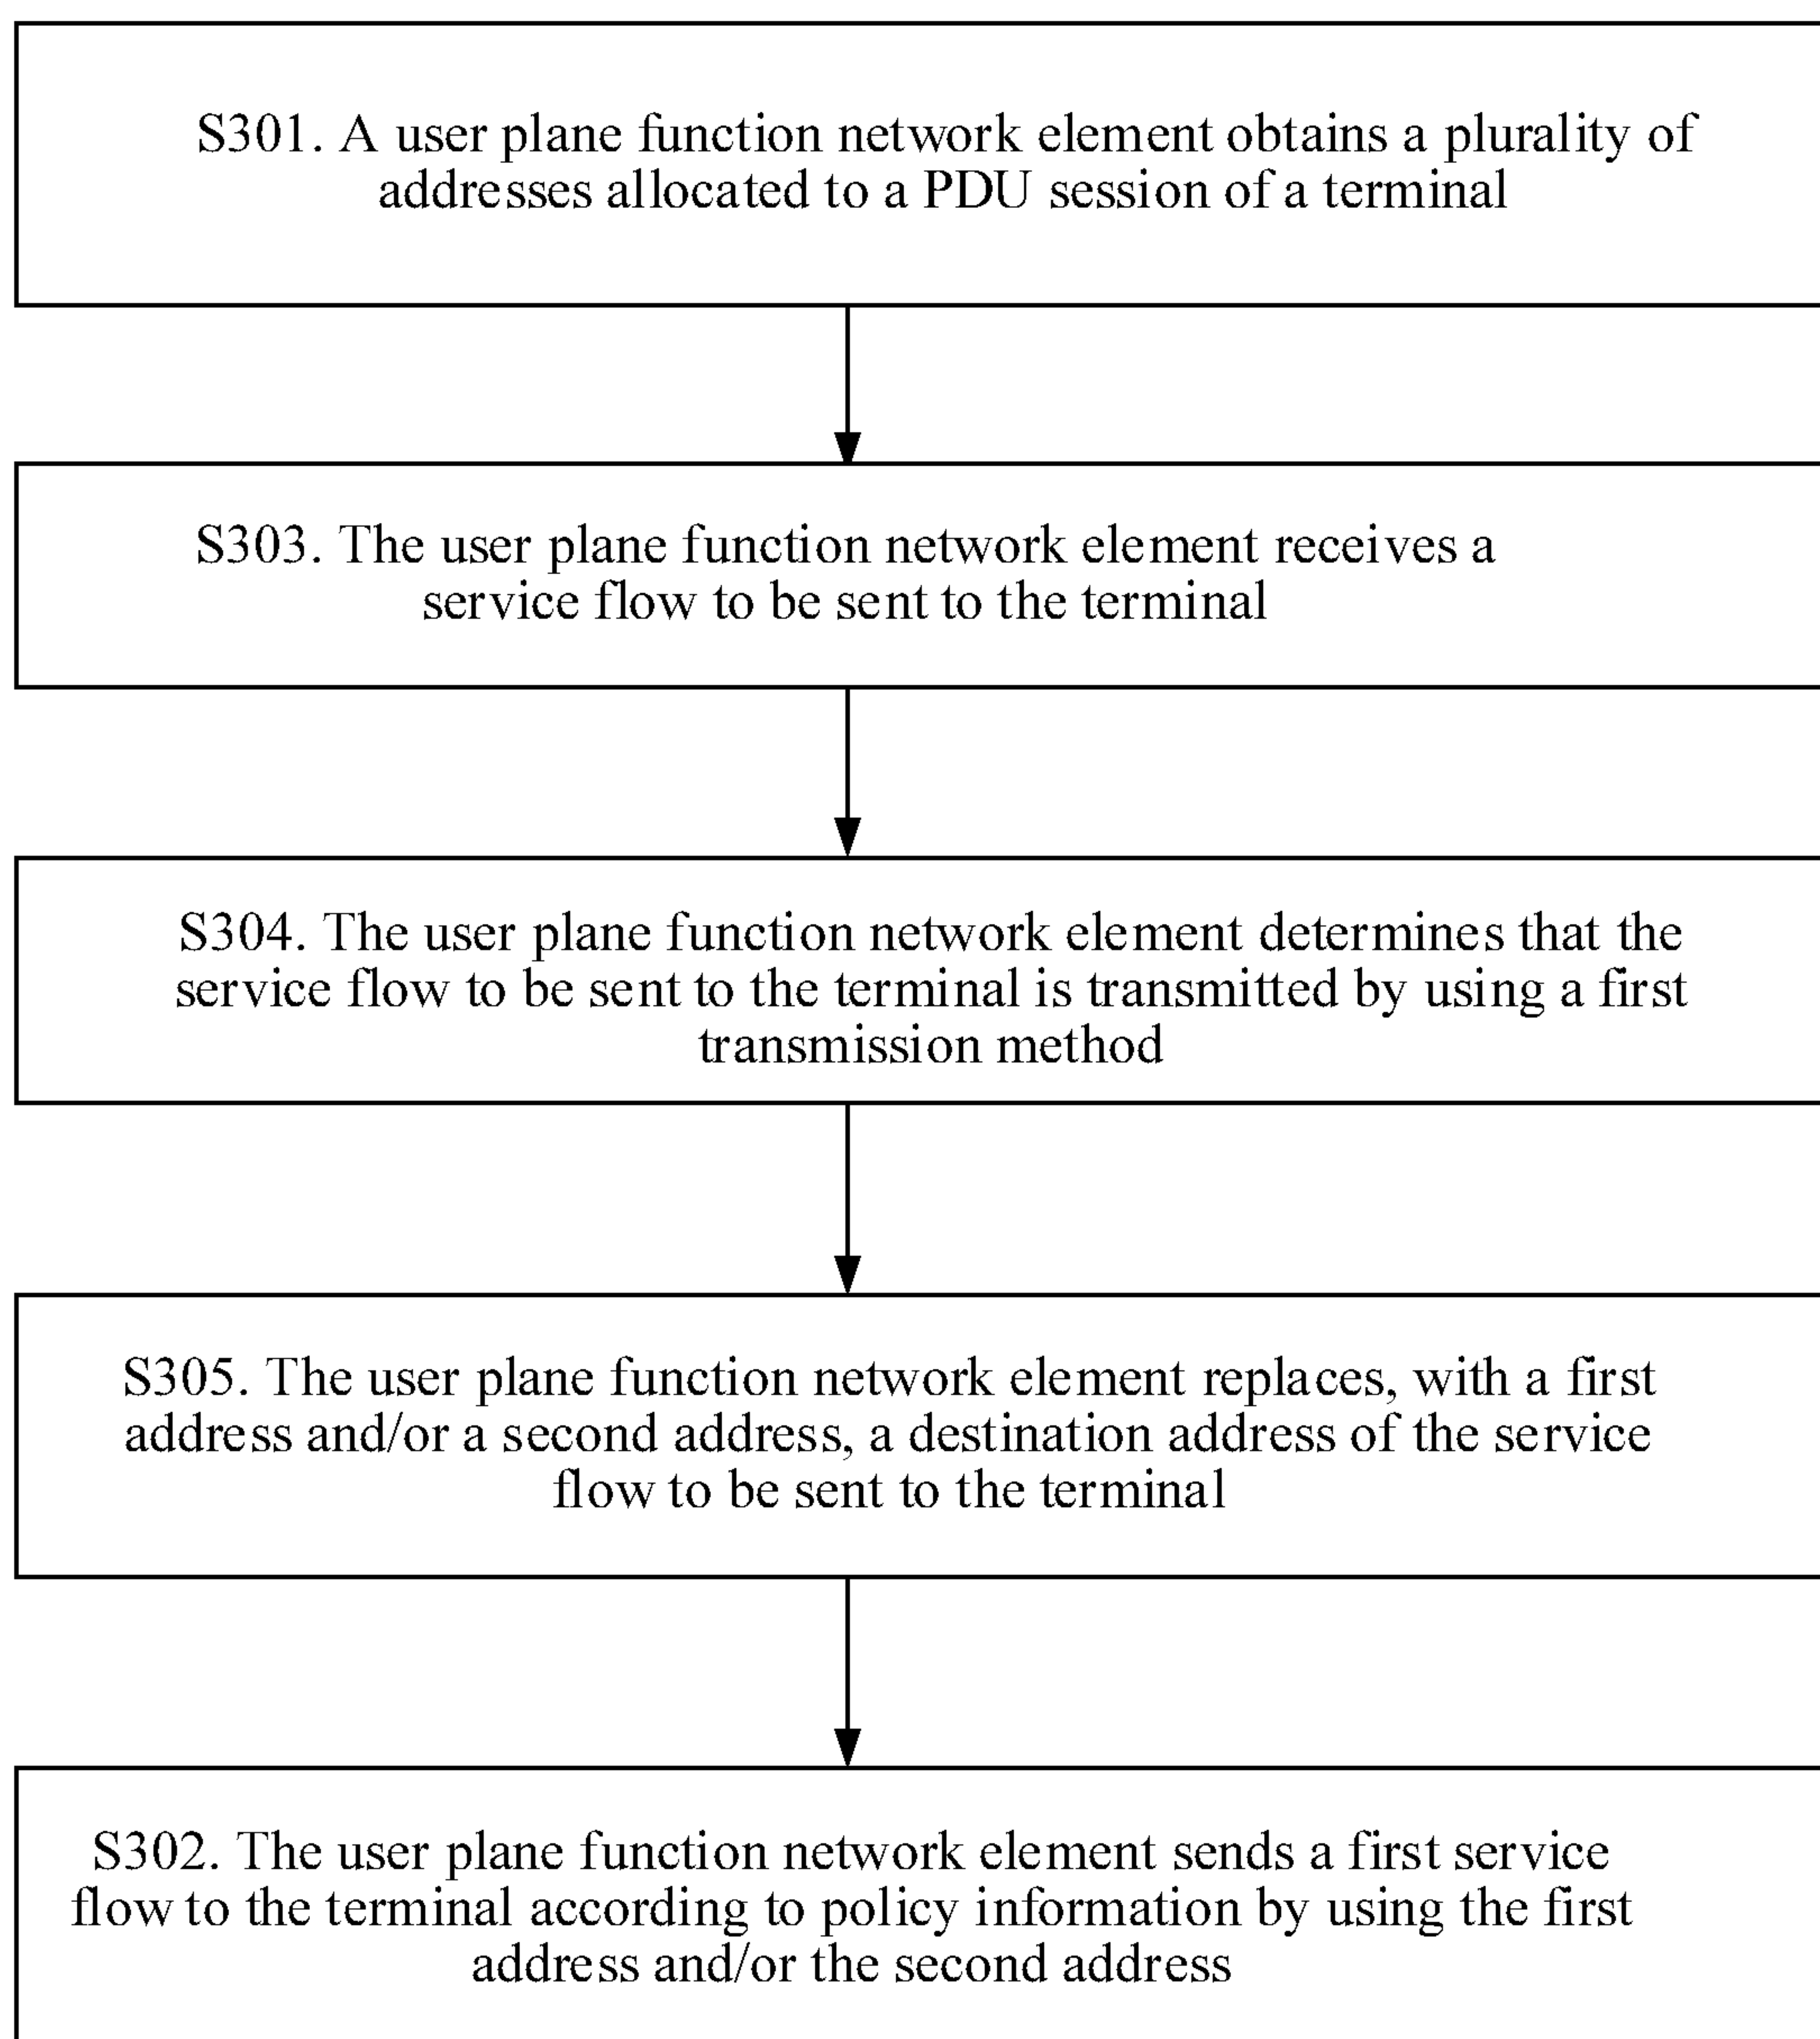 S301. A user plane function network element obtains a plurality of
addresses allocated to a PDU session of a terminal
S303. The user plane function network element receives a
service flow to be sent to the terminal
S304. The user plane function network element determines that the
service flow to be sent to the terminal is transmitted by using a first
transmission method
S305. The user plane function network element replaces, with a first
address and/or a second address, a destination address of the service
flow to be sent to the terminal
S302. The user plane function network element sends a first service
flow to the terminal according to policy information by using the first
address and/or the second address